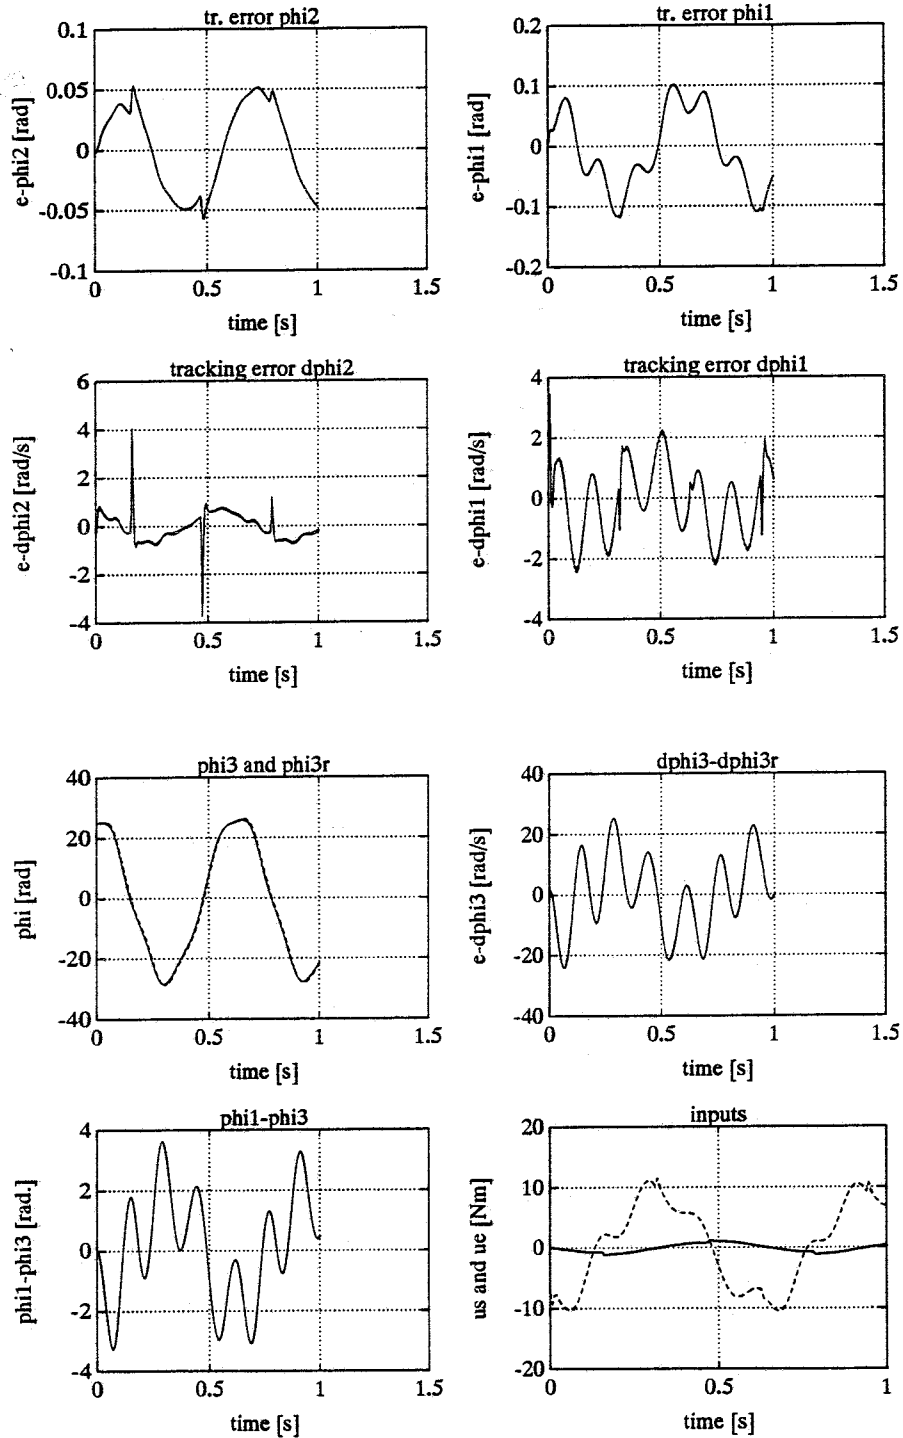 tr. error phi2
0.1
0.05
0
-0.05
-0.1
e-phi2 [rad]
0 0.5 1 1.5
time [s]
tr. error phi1
0.2
0.1
0
-0.1
-0.2
e-phi1 [rad]
0 0.5 1 1.5
time [s]
tracking error dphi2
6
4
2
0
-2
-4
e-dphi2 [rad/s]
0 0.5 1 1.5
time [s]
tracking error dphi1
4
2
0
-2
-4
e-dphi1 [rad/s]
0 0.5 1 1.5
time [s]
phi3 and phi3r
40
20
0
-20
-40
phi [rad]
0 0.5 1 1.5
time [s]
dphi3-dphi3r
40
20
0
-20
-40
e-dphi3 [rad/s]
0 0.5 1 1.5
time [s]
phi1-phi3
4
2
0
-2
-4
phi1-phi3 [rad.]
0 0.5 1 1.5
time [s]
inputs
20
10
0
-10
-20
us and ue [Nm]
0 0.5 1
time [s]